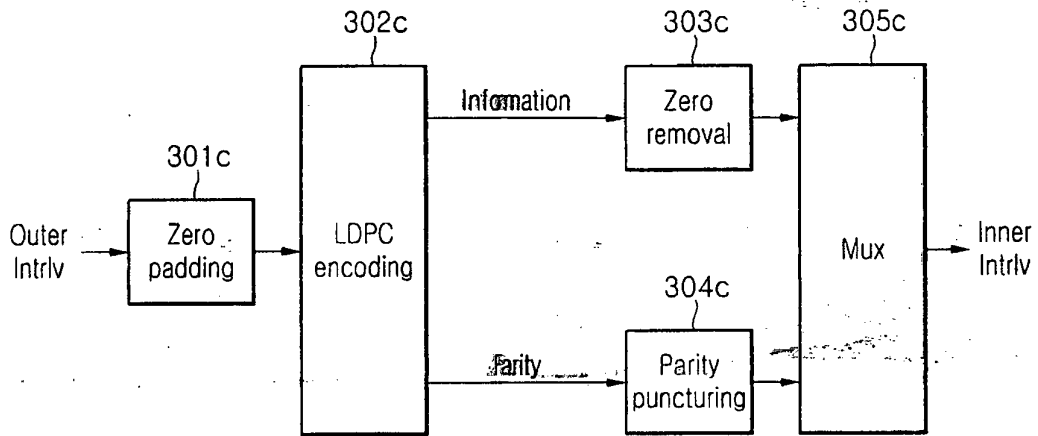 302c
303c
305c
Information
Zero
removal
301c
Outer
Intrlv
Zero
padding
LDPC
encoding
Mux
Inner
Intrlv
304c
Parity
Parity
puncturing